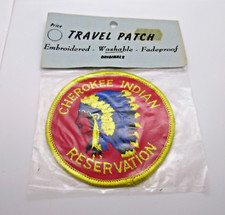 Price
TRAVEL PATCH
Embroidered - Washable - Fadeproof
ORIGINALS
CHEROKEE INDIAN
RESERVATION